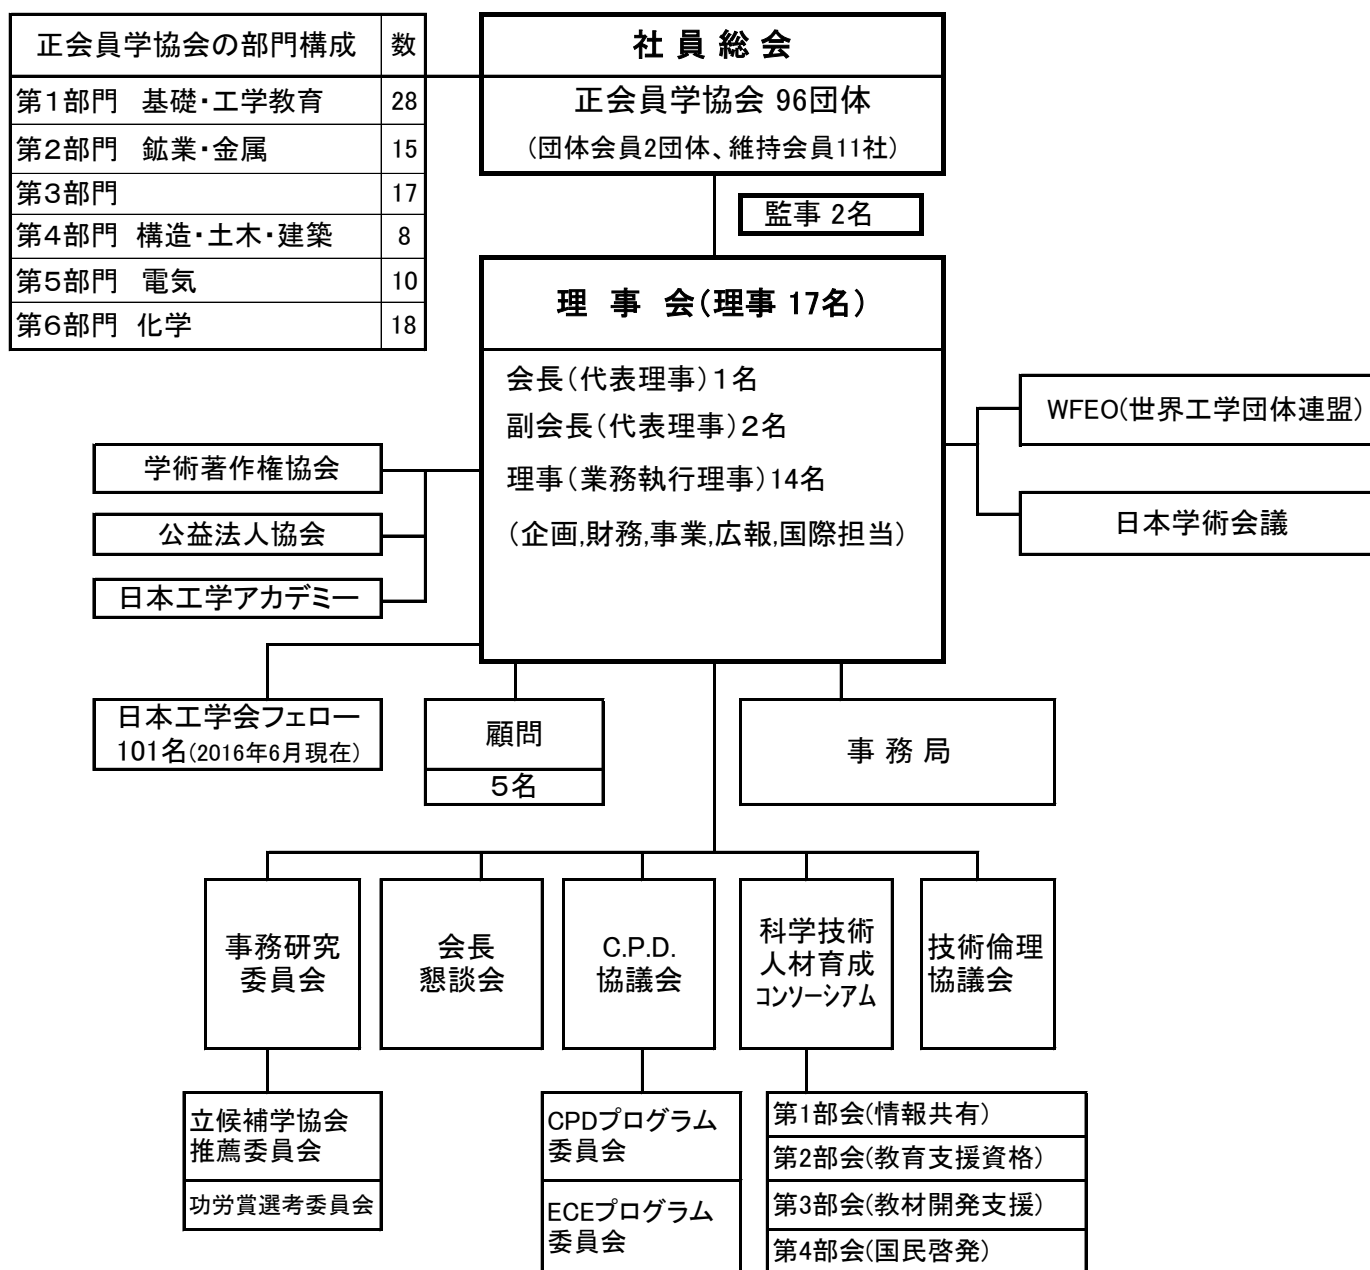 正会員学協会の部門構成 数
第1部門 基礎・工学教育 28
第2部門 鉱業・金属 15
第3部門 17
第4部門 構造・土木・建築 8
第5部門 電気 10
第6部門 化学 18
社 員 総 会
正会員学協会 96団体
(団体会員2団体、維持会員11社)
監事 2名
理 事 会(理事 17名)
会長(代表理事)1名
副会長(代表理事)2名
理事(業務執行理事)14名
(企画,財務,事業,広報,国際担当)
WFEO(世界工学団体連盟)
日本学術会議
学術著作権協会
公益法人協会
日本工学アカデミー
日本工学会フェロー
101名(2016年6月現在)
顧問
5名
事 務 局
事務研究
委員会
会長
懇談会
C.P.D.
協議会
科学技術
人材育成
コンソーシアム
技術倫理
協議会
立候補学協会
推薦委員会
功労賞選考委員会
CPDプログラム
委員会
ECEプログラム
委員会
第1部会(情報共有)
第2部会(教育支援資格)
第3部会(教材開発支援)
第4部会(国民啓発)